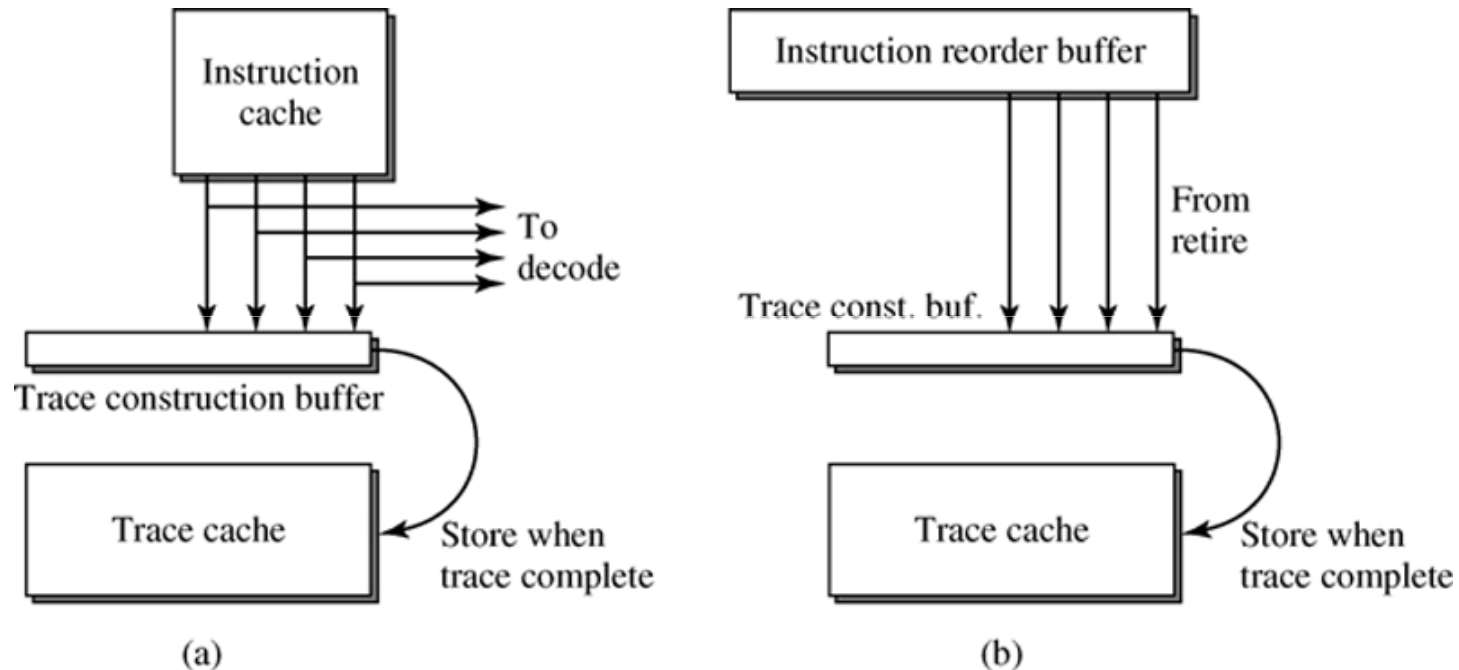 Instruction
cache
To
decode
Trace construction buffer
Trace cache
Store when
trace complete
(a)
Instruction reorder buffer
From
retire
Trace const. buf.
Trace cache
Store when
trace complete
(b)